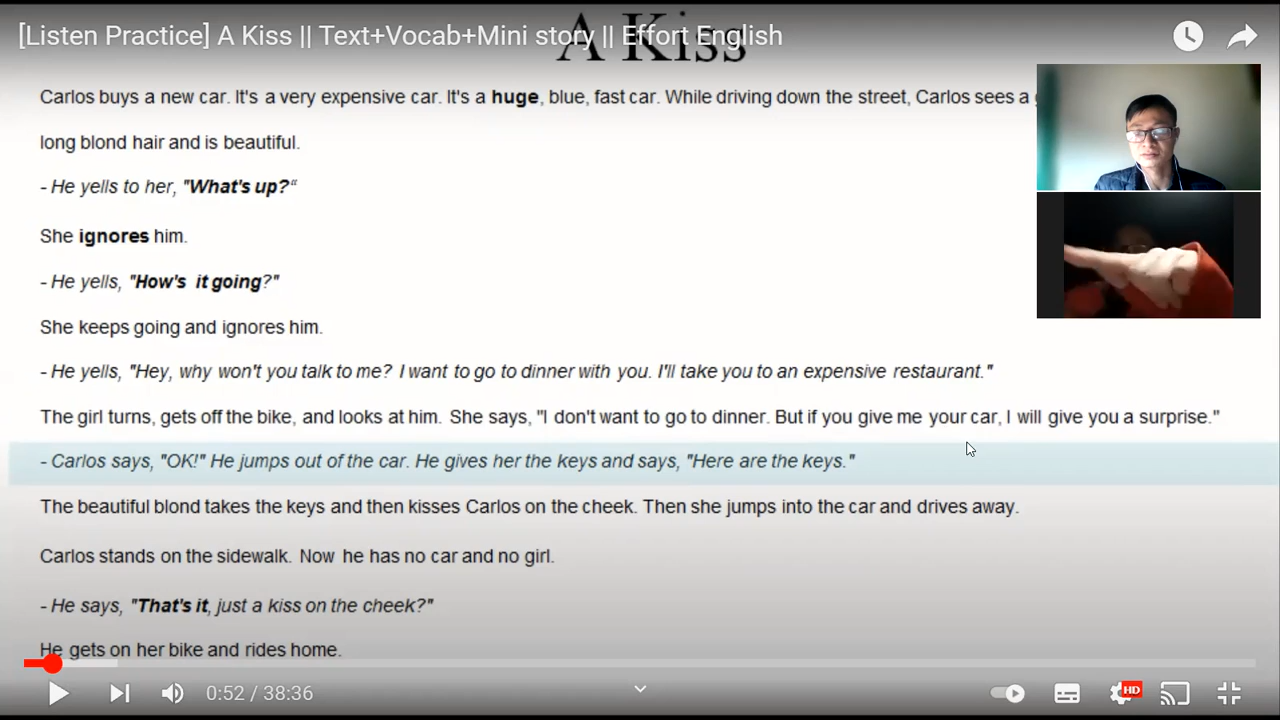 [Listen Practice] A Kiss || Text+Vocab+Mini story || Effort English
A Kiss
Carlos buys a new car. It's a very expensive car. It's a huge, blue, fast car. While driving down the street, Carlos sees a
long blond hair and is beautiful.
- He yells to her, "What's up?“
She ignores him.
- He yells, "How's it going?"
She keeps going and ignores him.
- He yells, "Hey, why won't you talk to me? I want to go to dinner with you. I'll take you to an expensive restaurant."
The girl turns, gets off the bike, and looks at him. She says, "I don't want to go to dinner. But if you give me your car, I will give you a surprise."
- Carlos says, "OK!" He jumps out of the car. He gives her the keys and says, "Here are the keys."
The beautiful blond takes the keys and then kisses Carlos on the cheek. Then she jumps into the car and drives away.
Carlos stands on the sidewalk. Now he has no car and no girl.
- He says, "That's it, just a kiss on the cheek?"
He gets on her bike and rides home.
0:52 / 38:36
HD